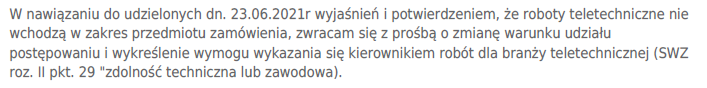 W nawiązaniu do udzielonych dn. 23.06.2021r wyjaśnień i potwierdzeniem, że roboty teletechniczne nie
wchodzą w zakres przedmiotu zamówienia, zwracam się z prośbą o zmianę warunku udziału
postępowaniu i wykreślenie wymogu wykazania się kierownikiem robót dla branży teletechnicznej (SWZ
roz. II pkt. 29 "zdolność techniczna lub zawodowa).